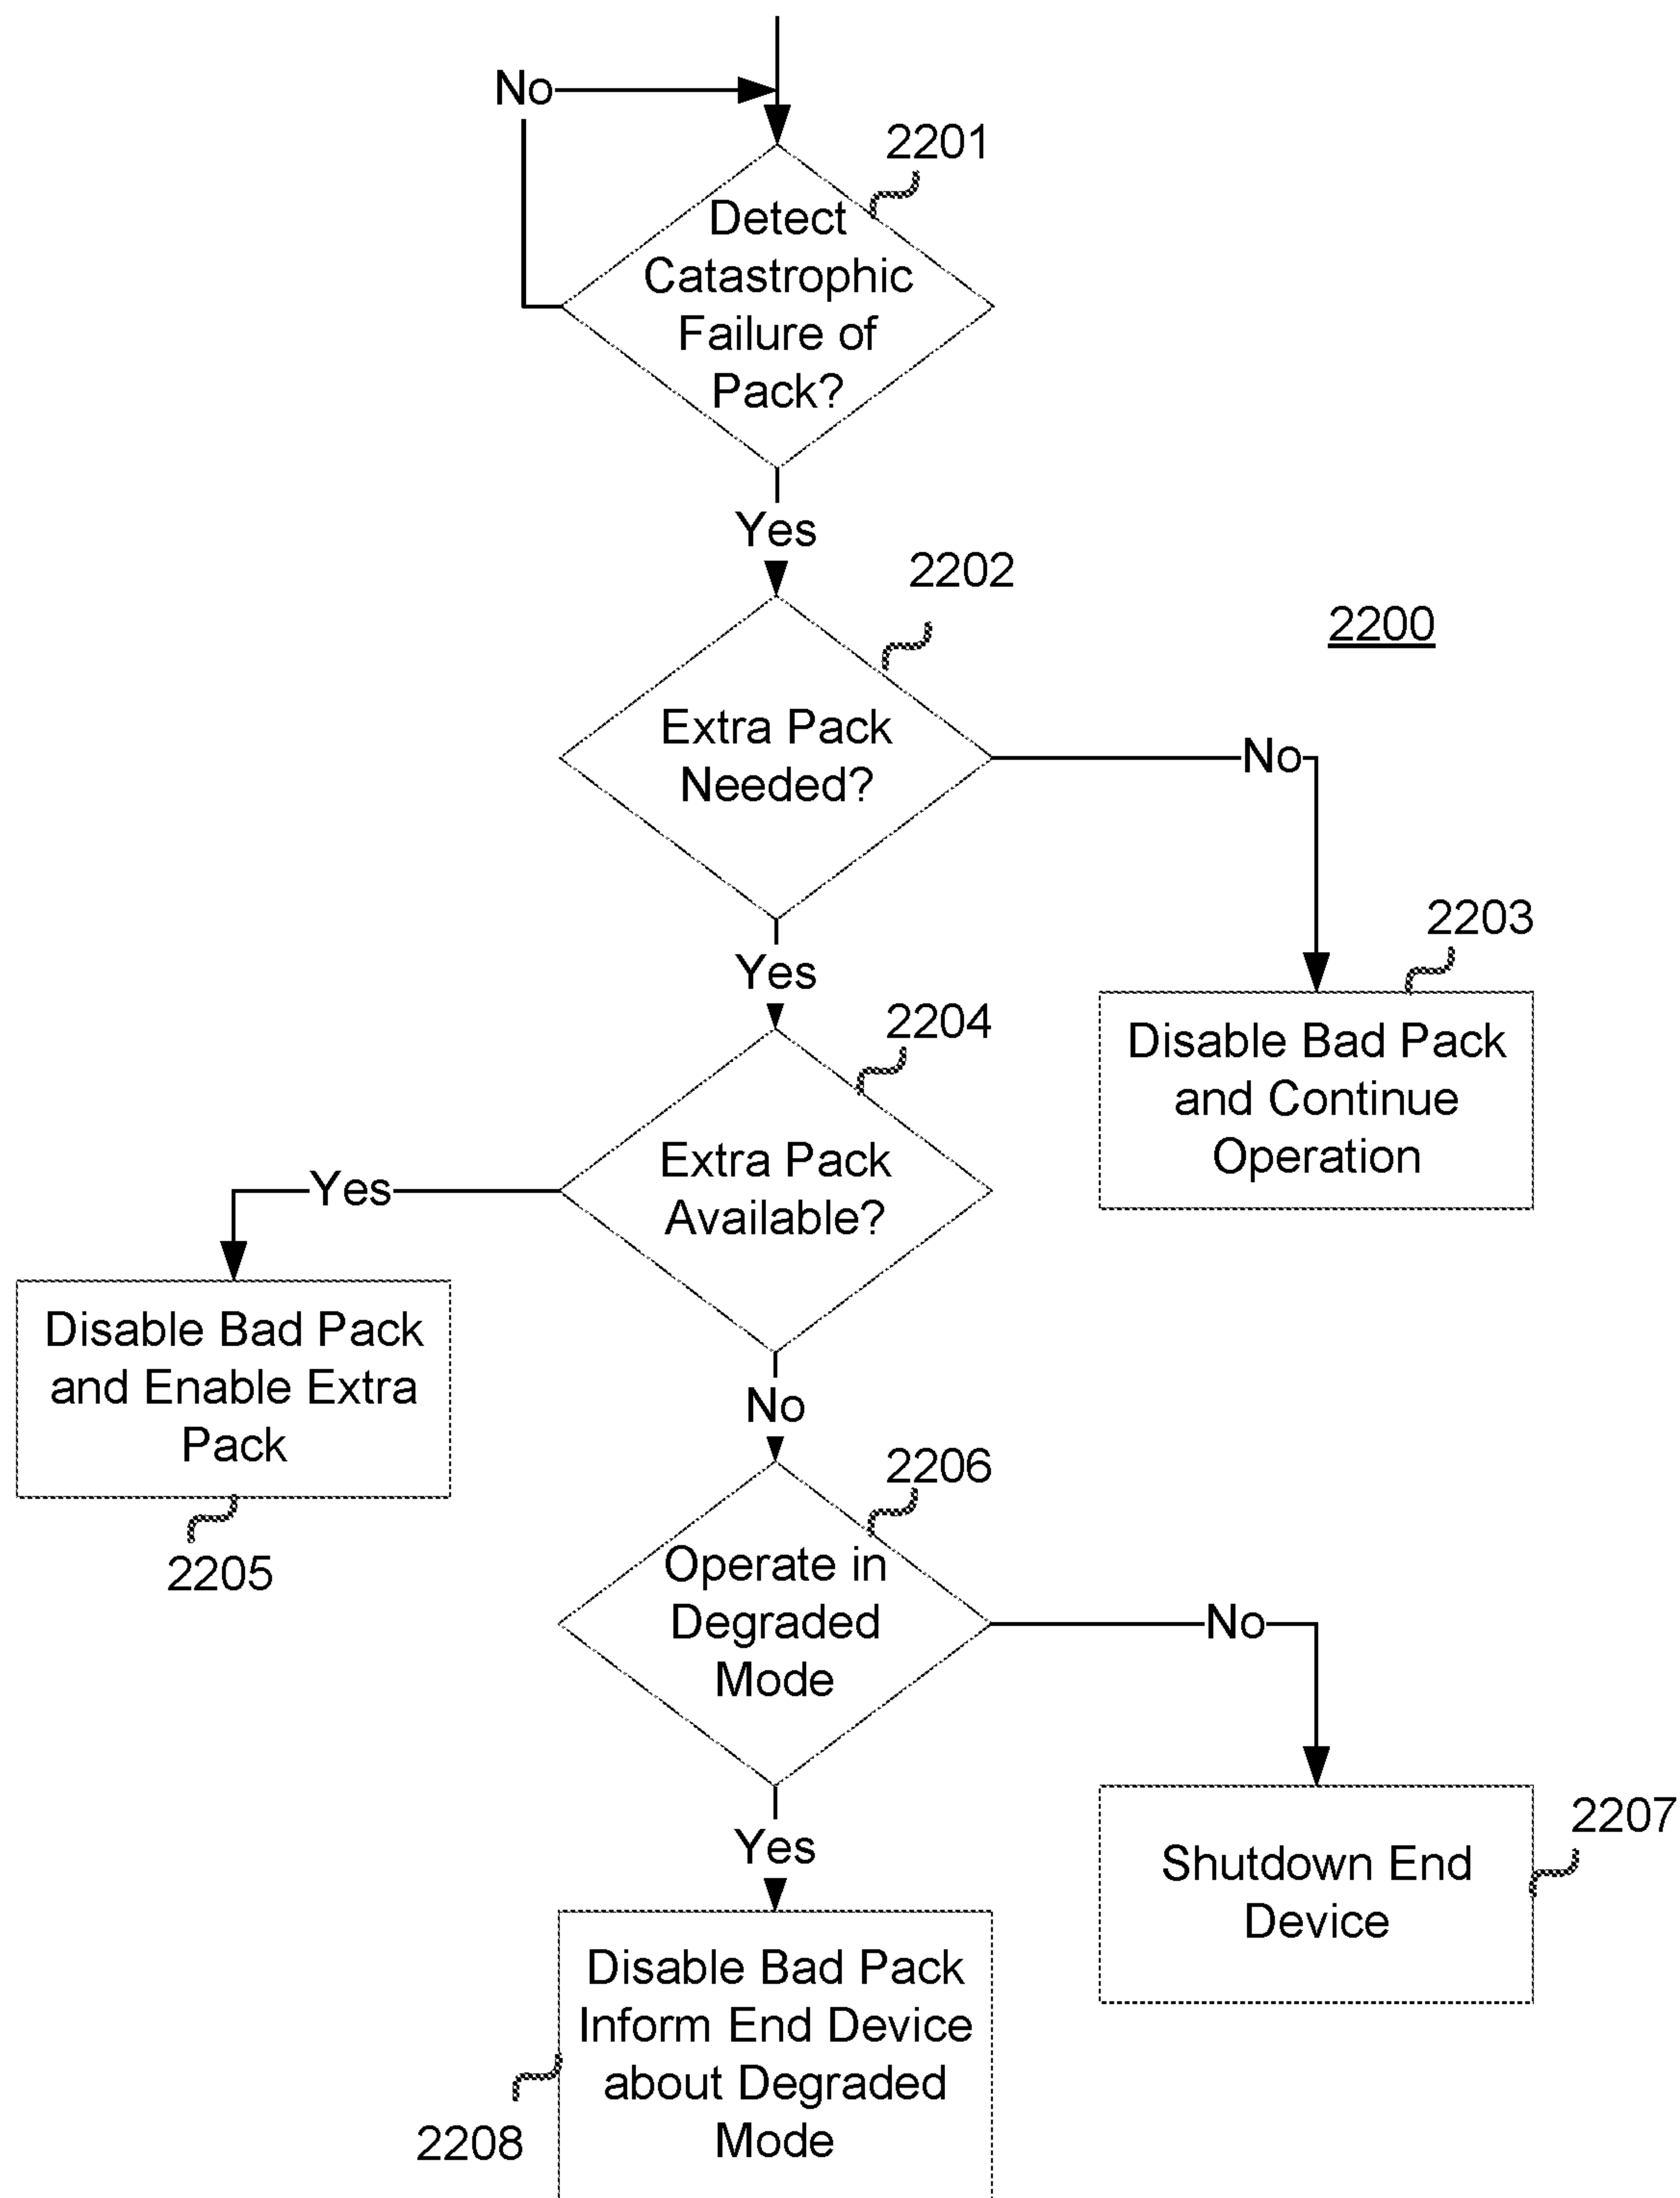 No
2201
Detect
Catastrophic
Failure of
Pack?
Yes
2202
2200
Extra Pack
Needed?
No
Yes
2203
2204
Disable Bad Pack
and Continue
Operation
Extra Pack
Available?
Yes
Disable Bad Pack
and Enable Extra
Pack
2205
No
2206
Operate in
Degraded
Mode
No
Yes
2207
Shutdown End
Device
Disable Bad Pack
Inform End Device
about Degraded
Mode
2208